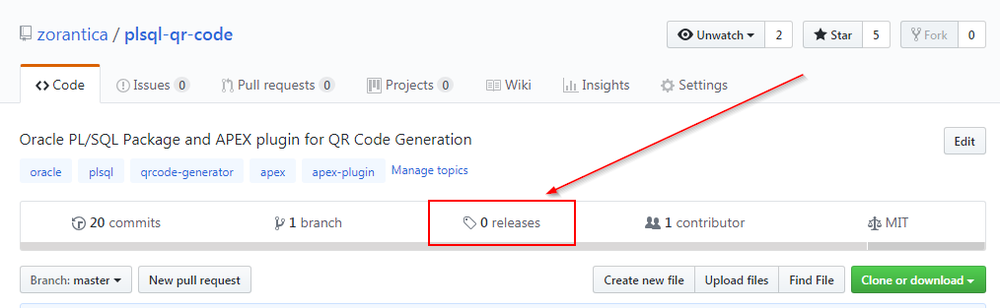 zorantica / plsql-qr-code Unwatch 2 Star 5 Fork 0
Code Issues 0 Pull requests 0 Projects 0 Wiki Insights Settings
Oracle PL/SQL Package and APEX plugin for QR Code Generation Edit
oracle plsql qrcode-generator apex apex-plugin Manage topics
20 commits 1 branch 0 releases 1 contributor MIT
Branch: master New pull request Create new file Upload files Find File Clone or download